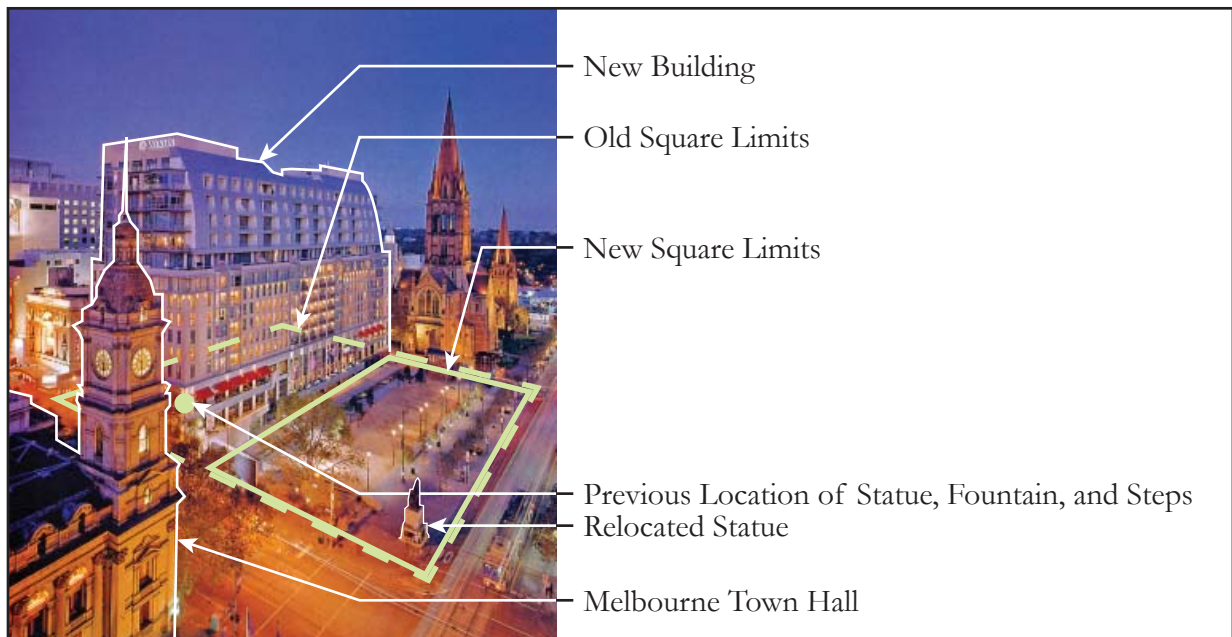 New Building
Old Square Limits
New Square Limits
Previous Location of Statue, Fountain, and Steps
Relocated Statue
Melbourne Town Hall